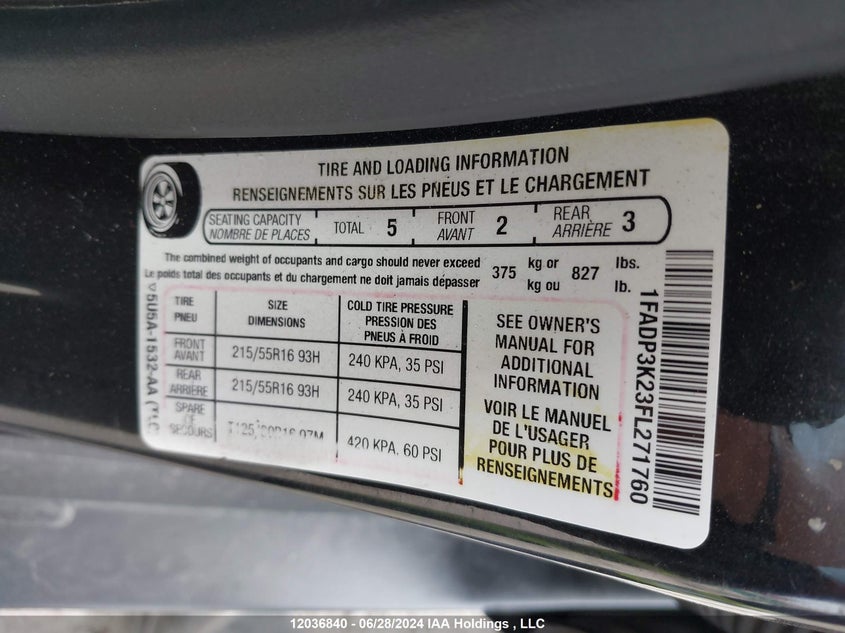 TIRE AND LOADING INFORMATION
RENSEIGNEMENTS SUR LES PNEUS ET LE CHARGEMENT
SEATING CAPACITY
NOMBRE DE PLACES
TOTAL 5
FRONT
AVANT
2
REAR
ARRIÈRE
3
The combined weight of occupants and cargo should never exceed 375 kg or 827 lbs.
Le poids total des occupants et du chargement ne doit jamais dépasser kg ou lb.
TIRE
PNEU
SIZE
DIMENSIONS
COLD TIRE PRESSURE
PRESSION DES
PNEUS À FROID
FRONT
AVANT
215/55R16 93H
240 KPA, 35 PSI
REAR
ARRIÈRE
215/55R16 93H
240 KPA, 35 PSI
SPARE
DE
SECOURS
420 KPA, 60 PSI
SEE OWNER'S
MANUAL FOR
ADDITIONAL
INFORMATION
VOIR LE MANUEL
DE L'USAGER
POUR PLUS DE
RENSEIGNEMENTS
5U5A-1532-AA
1FADP3K23FL271760
12036840 - 06/28/2024 IAA Holdings , LLC